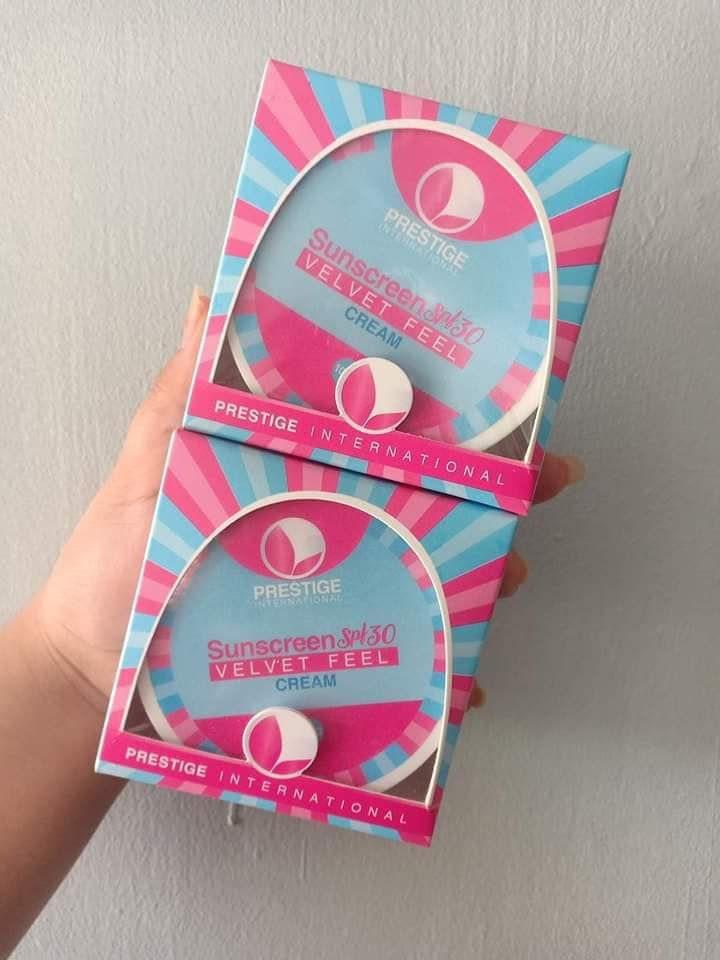 PRESTIGE
INTERNATIONAL
Sunscreen Spf30
VELVET FEEL
CREAM
PRESTIGE INTERNATIONAL
PRESTIGE
INTERNATIONAL
Sunscreen Spf30
VELVET FEEL
CREAM
PRESTIGE INTERNATIONAL